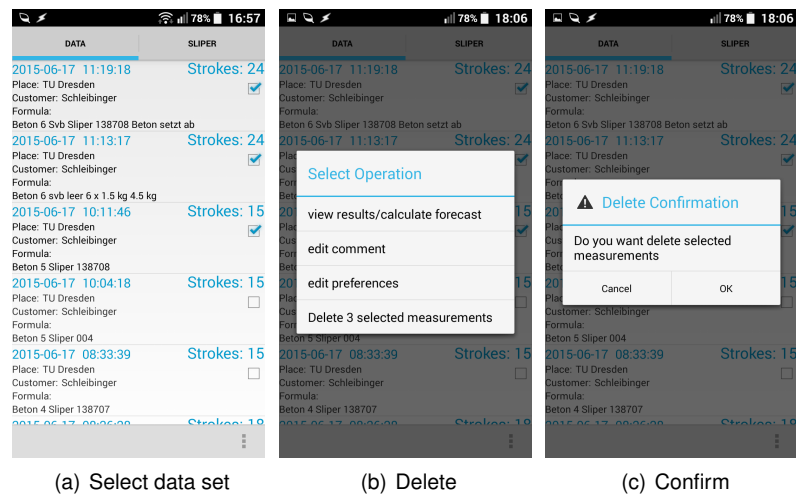 78% 16:57
DATA SLIPER
2015-06-17 11:19:18 Strokes: 24
Place: TU Dresden
Customer: Schleibinger
Formula:
Beton 6 Svb Sliper 138708 Beton setzt ab
2015-06-17 11:13:17 Strokes: 24
Place: TU Dresden
Customer: Schleibinger
Formula:
Beton 6 svb leer 6 x 1.5 kg 4.5 kg
2015-06-17 10:11:46 Strokes: 15
Place: TU Dresden
Customer: Schleibinger
Formula:
Beton 5 Sliper 138708
2015-06-17 10:04:18 Strokes: 15
Place: TU Dresden
Customer: Schleibinger
Formula:
Beton 5 Sliper 004
2015-06-17 08:33:39 Strokes: 15
Place: TU Dresden
Customer: Schleibinger
Formula:
Beton 4 Sliper 138707
(a) Select data set
78% 18:06
DATA SLIPER
2015-06-17 11:19:18 Strokes: 24
Place: TU Dresden
Customer: Schleibinger
Formula:
Beton 6 Svb Sliper 138708 Beton setzt ab
2015-06-17 11:13:17 Strokes: 24
Select Operation
view results/calculate forecast
edit comment
edit preferences
Delete 3 selected measurements
Beton 5 Sliper 004
2015-06-17 08:33:39 Strokes: 15
Place: TU Dresden
Customer: Schleibinger
Formula:
Beton 4 Sliper 138707
(b) Delete
78% 18:06
DATA SLIPER
2015-06-17 11:19:18 Strokes: 24
Place: TU Dresden
Customer: Schleibinger
Formula:
Beton 6 Svb Sliper 138708 Beton setzt ab
2015-06-17 11:13:17 Strokes: 24
Place: TU Dresden
Customer: Schleibinger
Delete Confirmation
Do you want delete selected
measurements
Cancel OK
Customer: Schleibinger
Formula:
Beton 5 Sliper 004
2015-06-17 08:33:39 Strokes: 15
Place: TU Dresden
Customer: Schleibinger
Formula:
Beton 4 Sliper 138707
(c) Confirm